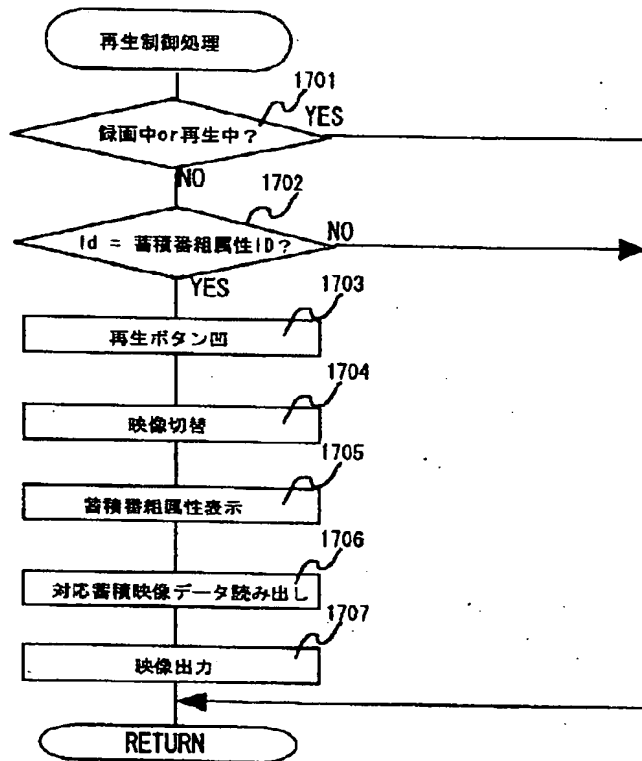 再生制御処理
1701
録画中or再生中?
YES
NO
1702
Id = 蓄積番組属性ID?
NO
YES
1703
再生ボタン凹
1704
映像切替
1705
蓄積番組属性表示
1706
対応蓄積映像データ読み出し
1707
映像出力
RETURN